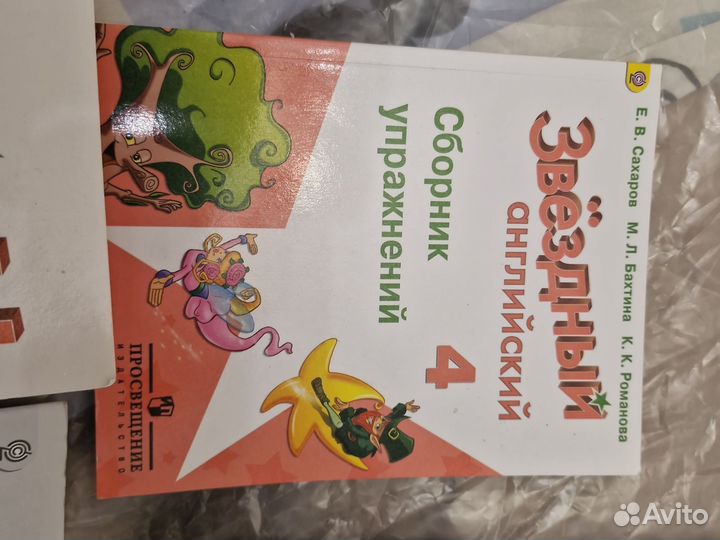 Е. В. Сахаров М. Л. Бахтина К. К. Романова
Звёздный
английский
Сборник
упражнений
4
ПРОСВЕЩЕНИЕ
ИЗДАТЕЛЬСТВО
Avito